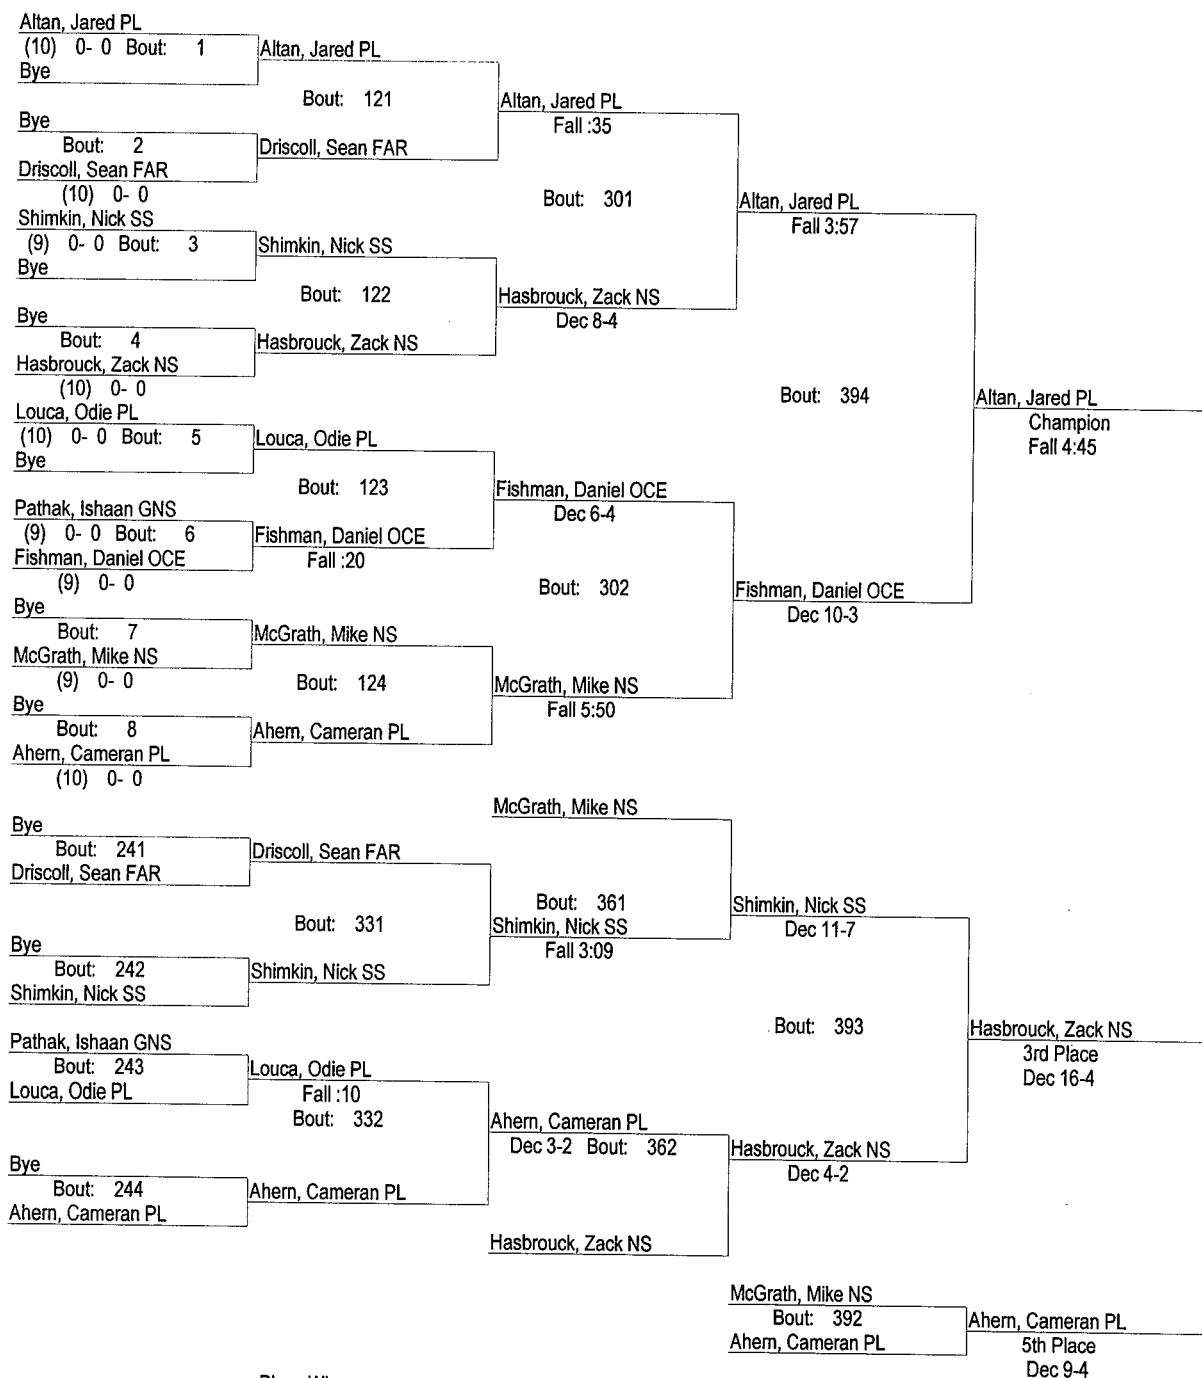 Altan, Jared PL
(10) 0- 0 Bout: 1
Bye
Altan, Jared PL
Bout: 121
Bye
Bout: 2
Driscoll, Sean FAR
(10) 0- 0
Driscoll, Sean FAR
Altan, Jared PL
Fall :35
Bout: 301
Shimkin, Nick SS
(9) 0- 0 Bout: 3
Bye
Shimkin, Nick SS
Bout: 122
Bye
Bout: 4
Hasbrouck, Zack NS
(10) 0- 0
Hasbrouck, Zack NS
Hasbrouck, Zack NS
Dec 8-4
Altan, Jared PL
Fall 3:57
Bout: 394
Altan, Jared PL
Champion
Fall 4:45
Louca, Odie PL
(10) 0- 0 Bout: 5
Bye
Louca, Odie PL
Bout: 123
Pathak, Ishaan GNS
(9) 0- 0 Bout: 6
Fishman, Daniel OCE
(9) 0- 0
Fishman, Daniel OCE
Fall :20
Fishman, Daniel OCE
Dec 6-4
Bout: 302
Bye
Bout: 7
McGrath, Mike NS
(9) 0- 0
McGrath, Mike NS
Bout: 124
Bye
Bout: 8
Ahern, Cameran PL
(10) 0- 0
Ahern, Cameran PL
McGrath, Mike NS
Fall 5:50
Fishman, Daniel OCE
Dec 10-3
McGrath, Mike NS
Bye
Bout: 241
Driscoll, Sean FAR
Driscoll, Sean FAR
Bout: 331
Bye
Bout: 242
Shimkin, Nick SS
Shimkin, Nick SS
Bout: 361
Shimkin, Nick SS
Fall 3:09
Shimkin, Nick SS
Dec 11-7
Bout: 393
Hasbrouck, Zack NS
3rd Place
Dec 16-4
Pathak, Ishaan GNS
Bout: 243
Louca, Odie PL
Louca, Odie PL
Fall :10
Bout: 332
Bye
Bout: 244
Ahern, Cameran PL
Ahern, Cameran PL
Ahern, Cameran PL
Dec 3-2 Bout: 362
Hasbrouck, Zack NS
Dec 4-2
Hasbrouck, Zack NS
McGrath, Mike NS
Bout: 392
Ahern, Cameran PL
Ahern, Cameran PL
5th Place
Dec 9-4